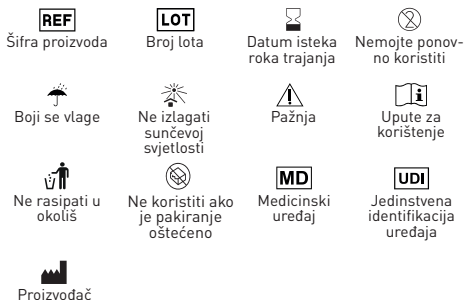 REF
Šifra proizvoda
LOT
Broj lota
Datum isteka
roka trajanja
2
Nemojte ponov-
no koristiti
Boji se vlage
Ne izlagati
sunčevoj
svjetlosti
Pažnja
Upute za
korištenje
Ne rasipati u
okoliš
Ne koristiti ako
je pakiranje
oštećeno
MD
Medicinski
uređaj
UDI
Jedinstvena
identifikacija
uređaja
Proizvođač